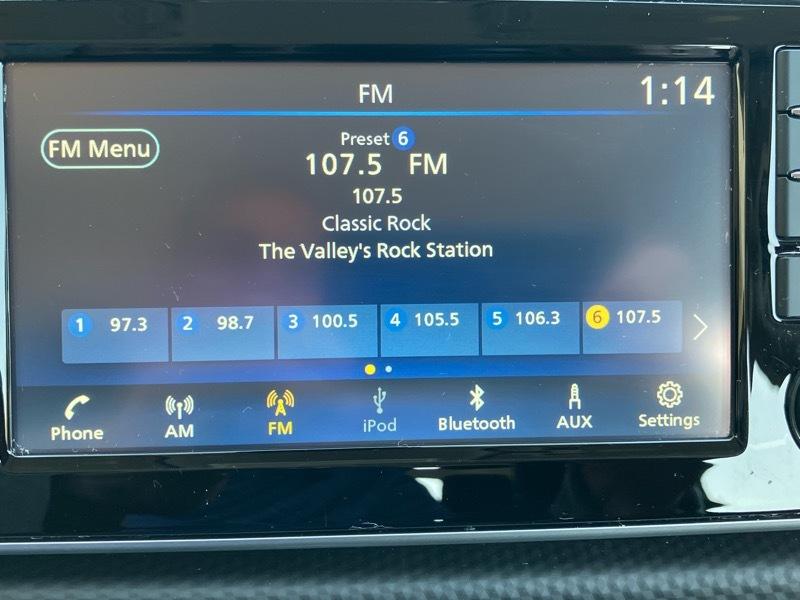 FM 1:14
FM Menu
Preset 6
107.5 FM
107.5
Classic Rock
The Valley's Rock Station
1 97.3 2 98.7 3 100.5 4 105.5 5 106.3 6 107.5
Phone AM FM iPod Bluetooth AUX Settings